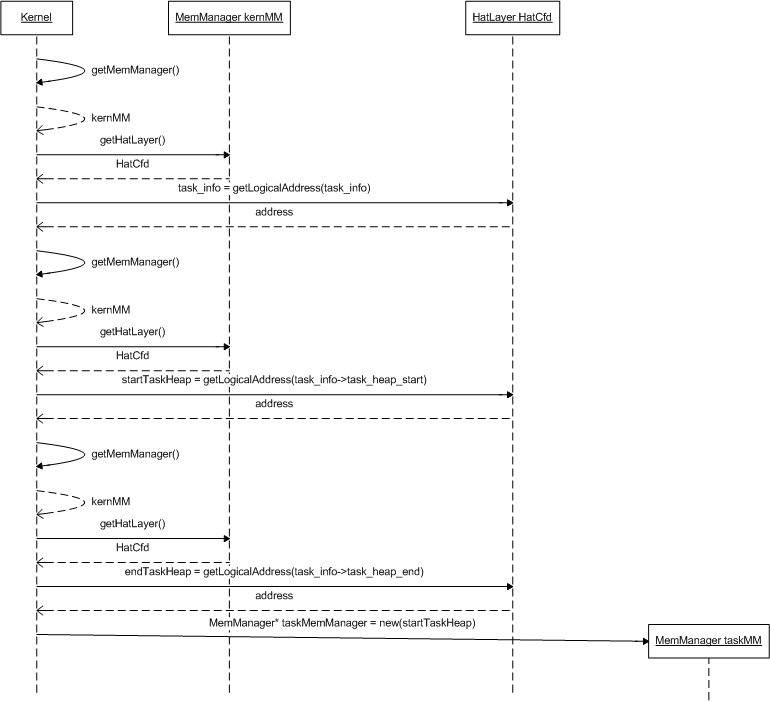 Kernel
MemManager kernMM
HatLayer HatCfd
getMemManager()
kernMM
getHatLayer()
HatCfd
task_info = getLogicalAddress(task_info)
address
getMemManager()
kernMM
getHatLayer()
HatCfd
startTaskHeap = getLogicalAddress(task_info->task_heap_start)
address
getMemManager()
kernMM
getHatLayer()
HatCfd
endTaskHeap = getLogicalAddress(task_info->task_heap_end)
address
MemManager* taskMemManager = new(startTaskHeap)
MemManager taskMM